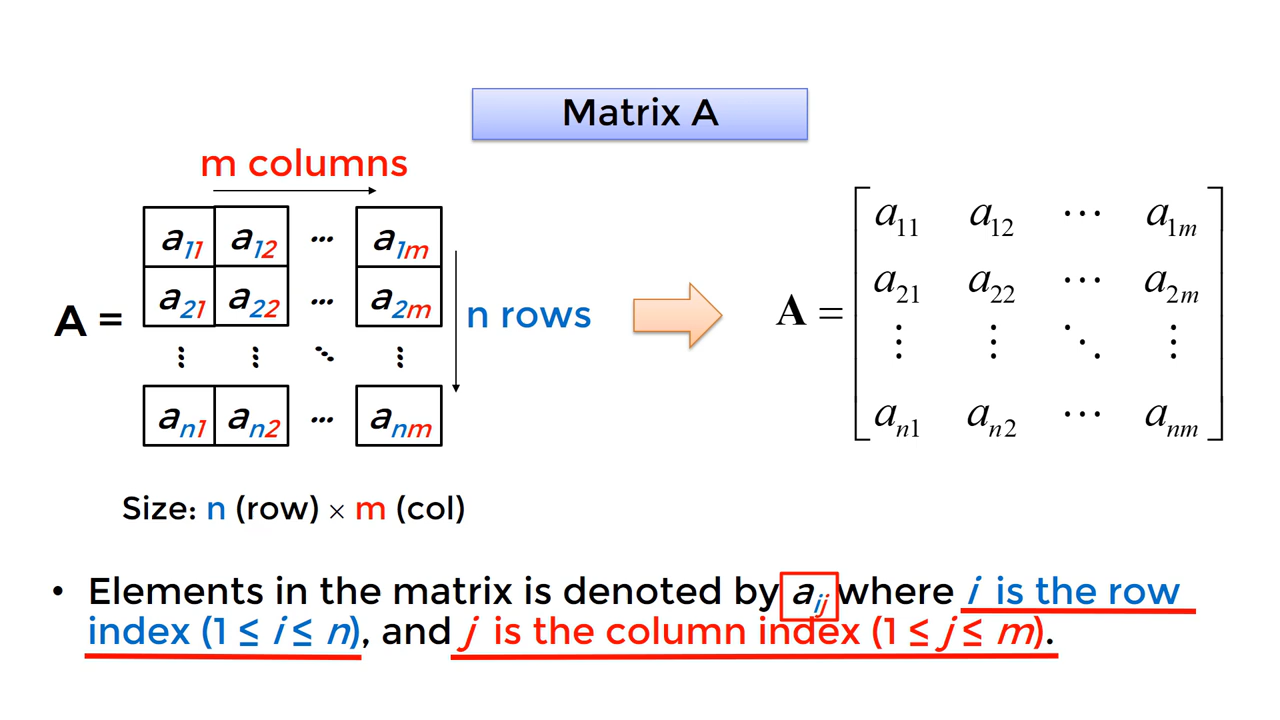 Matrix A
m columns
A =
a11 a12 ... a1m
a21 a22 ... a2m
⋮ ⋮ ⋱ ⋮
an1 an2 ... anm
n rows
Size: n (row) × m (col)
A =
a11 a12 ⋯ a1m
a21 a22 ⋯ a2m
⋮ ⋮ ⋱ ⋮
an1 an2 ⋯ anm
• Elements in the matrix is denoted by aij where i is the row
index (1 ≤ i ≤ n), and j is the column index (1 ≤ j ≤ m).